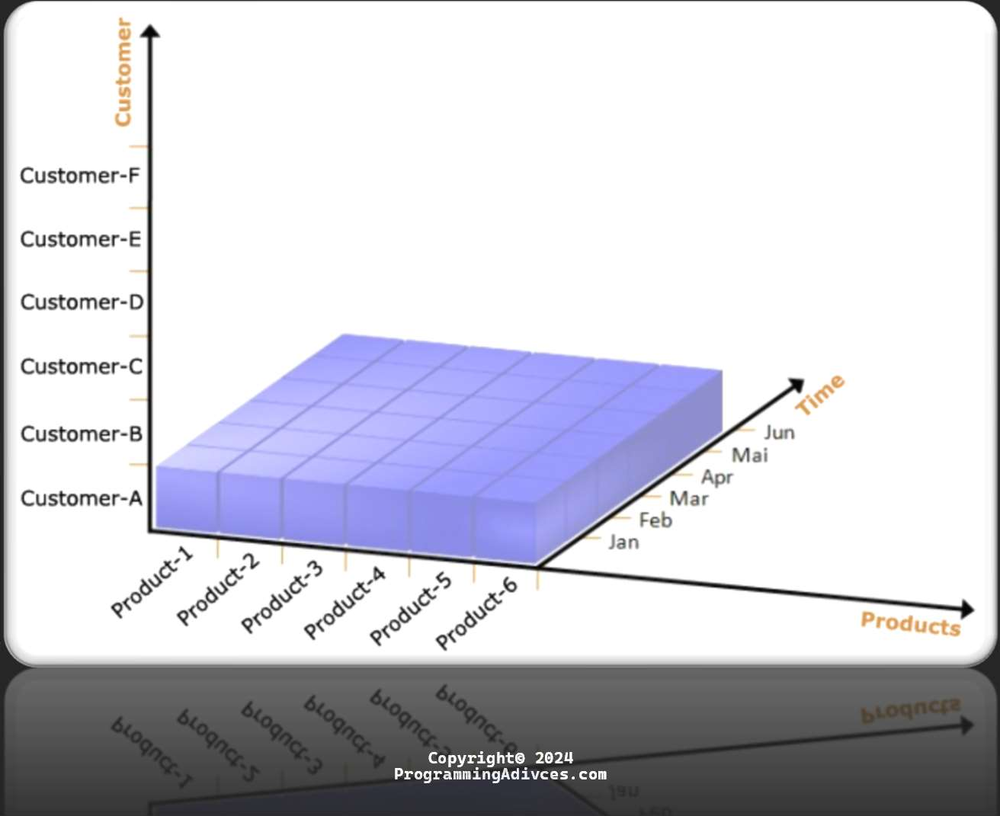 Customer
Customer-F
Customer-E
Customer-D
Customer-C
Customer-B
Customer-A
Time
Jun
Mai
Apr
Mar
Feb
Jan
Product-1
Product-2
Product-3
Product-4
Product-5
Product-6
Products
Copyright© 2024
ProgrammingAdivces.com